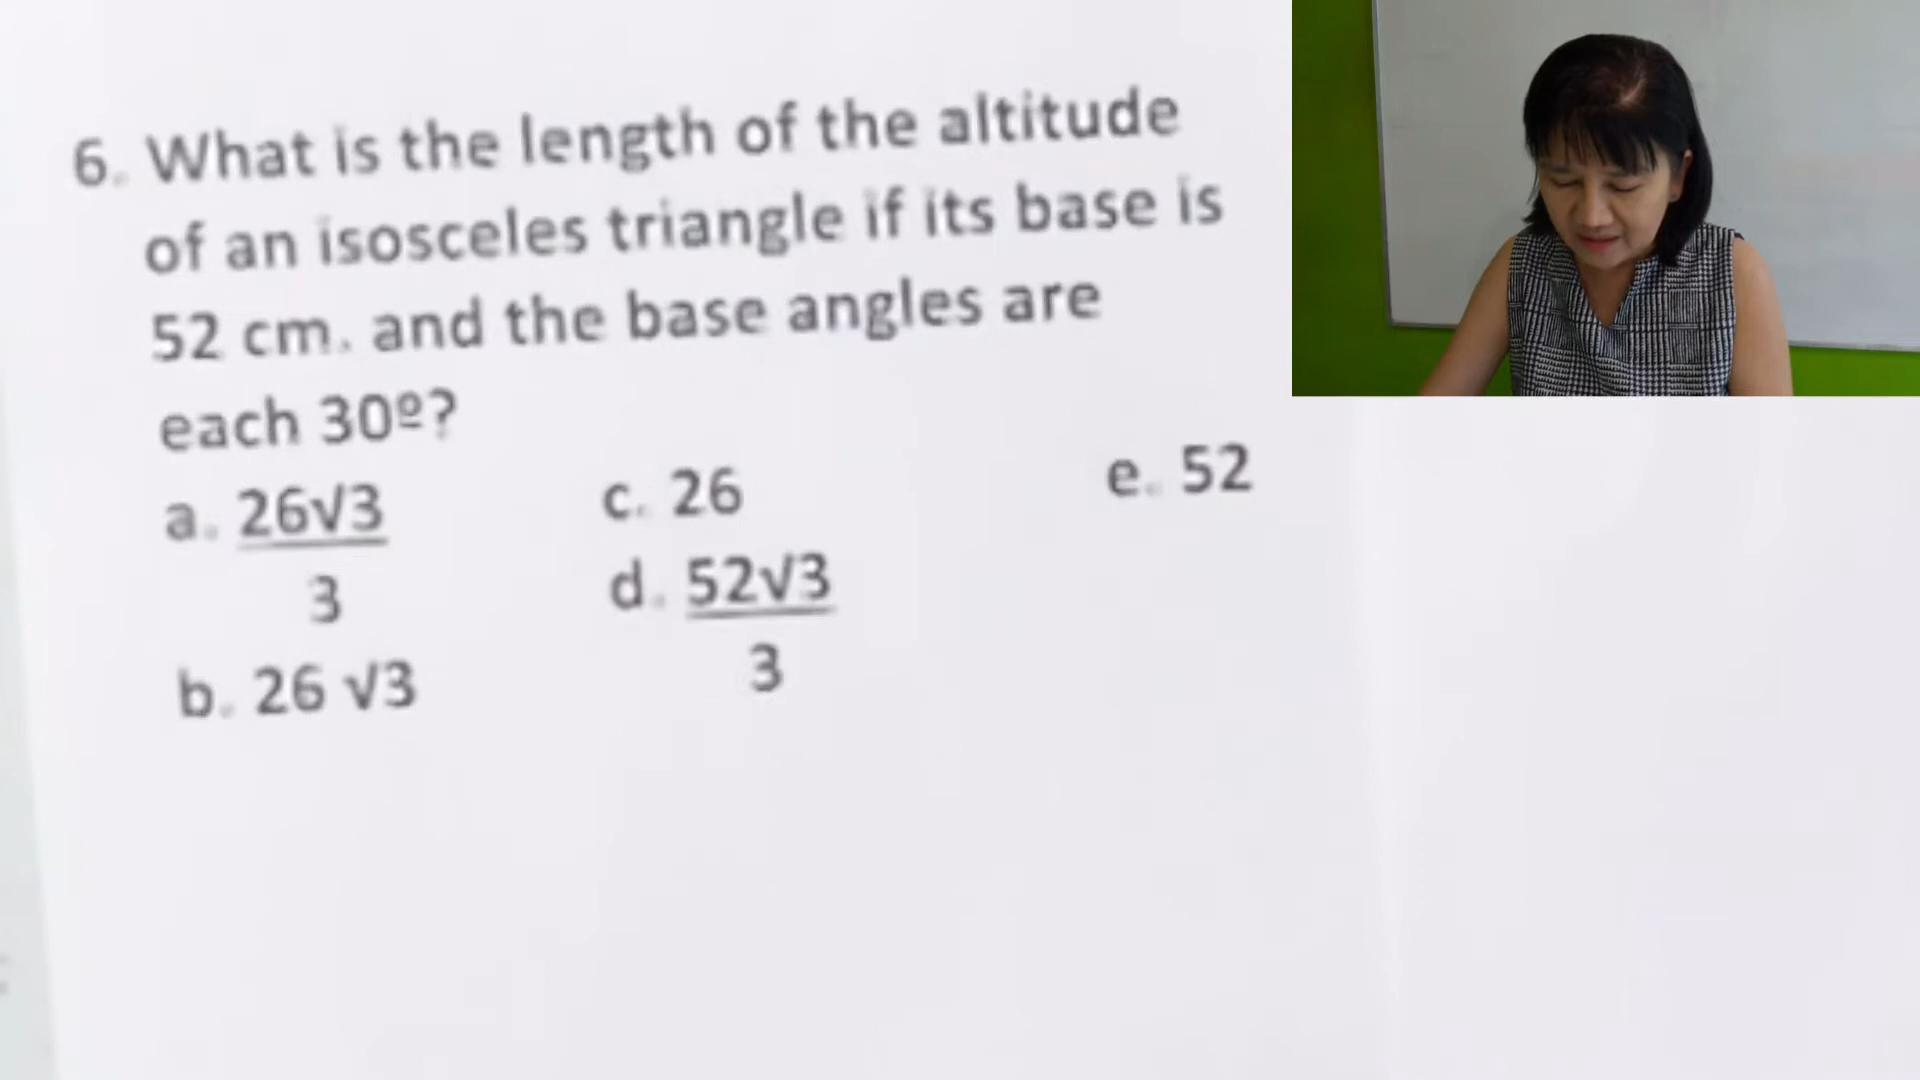 6. What is the length of the altitude
of an isosceles triangle if its base is
52 cm. and the base angles are
each 30º?
a. 26√3
3
c. 26
e. 52
d. 52√3
3
b. 26 √3